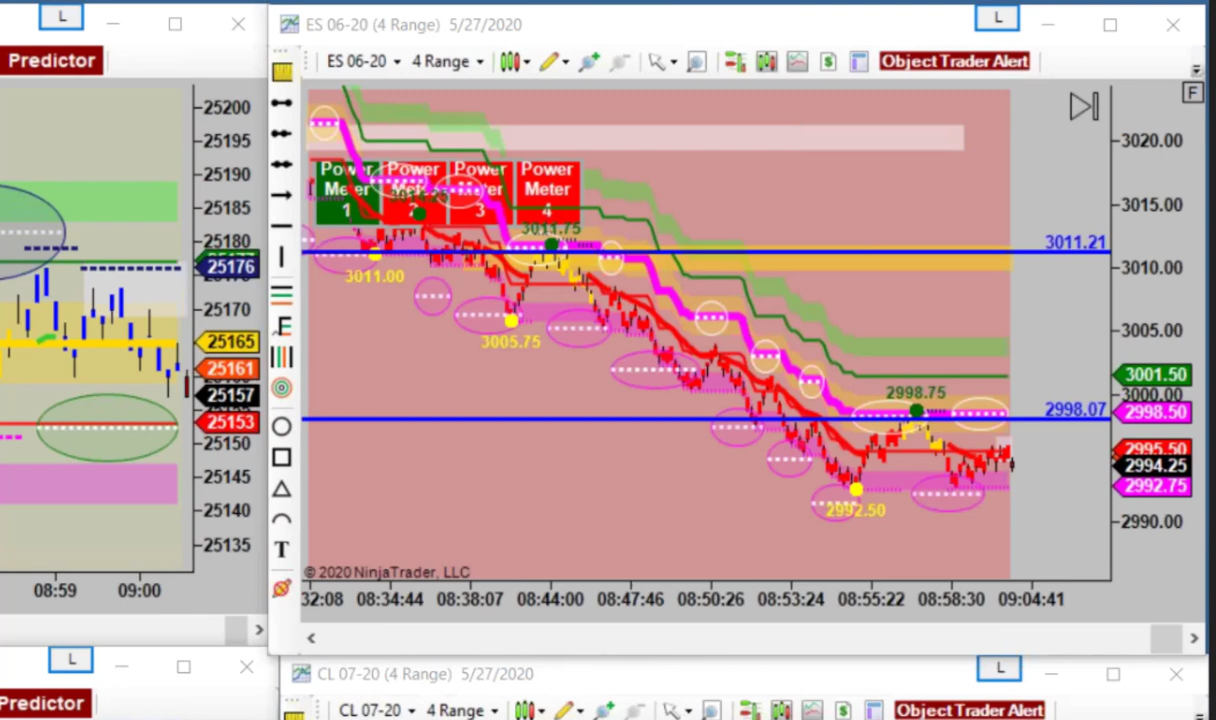 L
Predictor
25200
25195
25190
25185
25180
25176
25170
25165
25161
25157
25153
25150
25145
25140
25135
08:59 09:00
ES 06-20 (4 Range) 5/27/2020
L
ES 06-20 4 Range
Object Trader Alert
F
Power Meter 1
Power Meter 2
Power Meter 3
Power Meter 4
3014.25
3011.75
3011.00
3005.75
2998.75
2992.50
3011.21
2998.07
3020.00
3015.00
3010.00
3005.00
3001.50
3000.00
2998.50
2995.50
2994.25
2992.75
2990.00
© 2020 NinjaTrader, LLC
32:08 08:34:44 08:38:07 08:44:00 08:47:46 08:50:26 08:53:24 08:55:22 08:58:30 09:04:41
L
Predictor
CL 07-20 (4 Range) 5/27/2020
L
CL 07-20 4 Range
Object Trader Alert